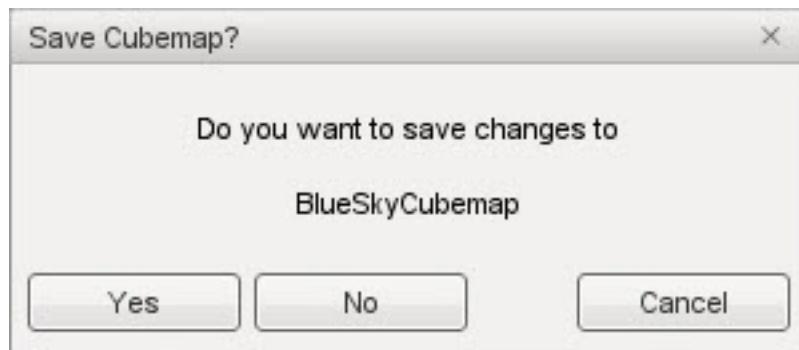 Save Cubemap?
Do you want to save changes to
BlueSkyCubemap
Yes No Cancel